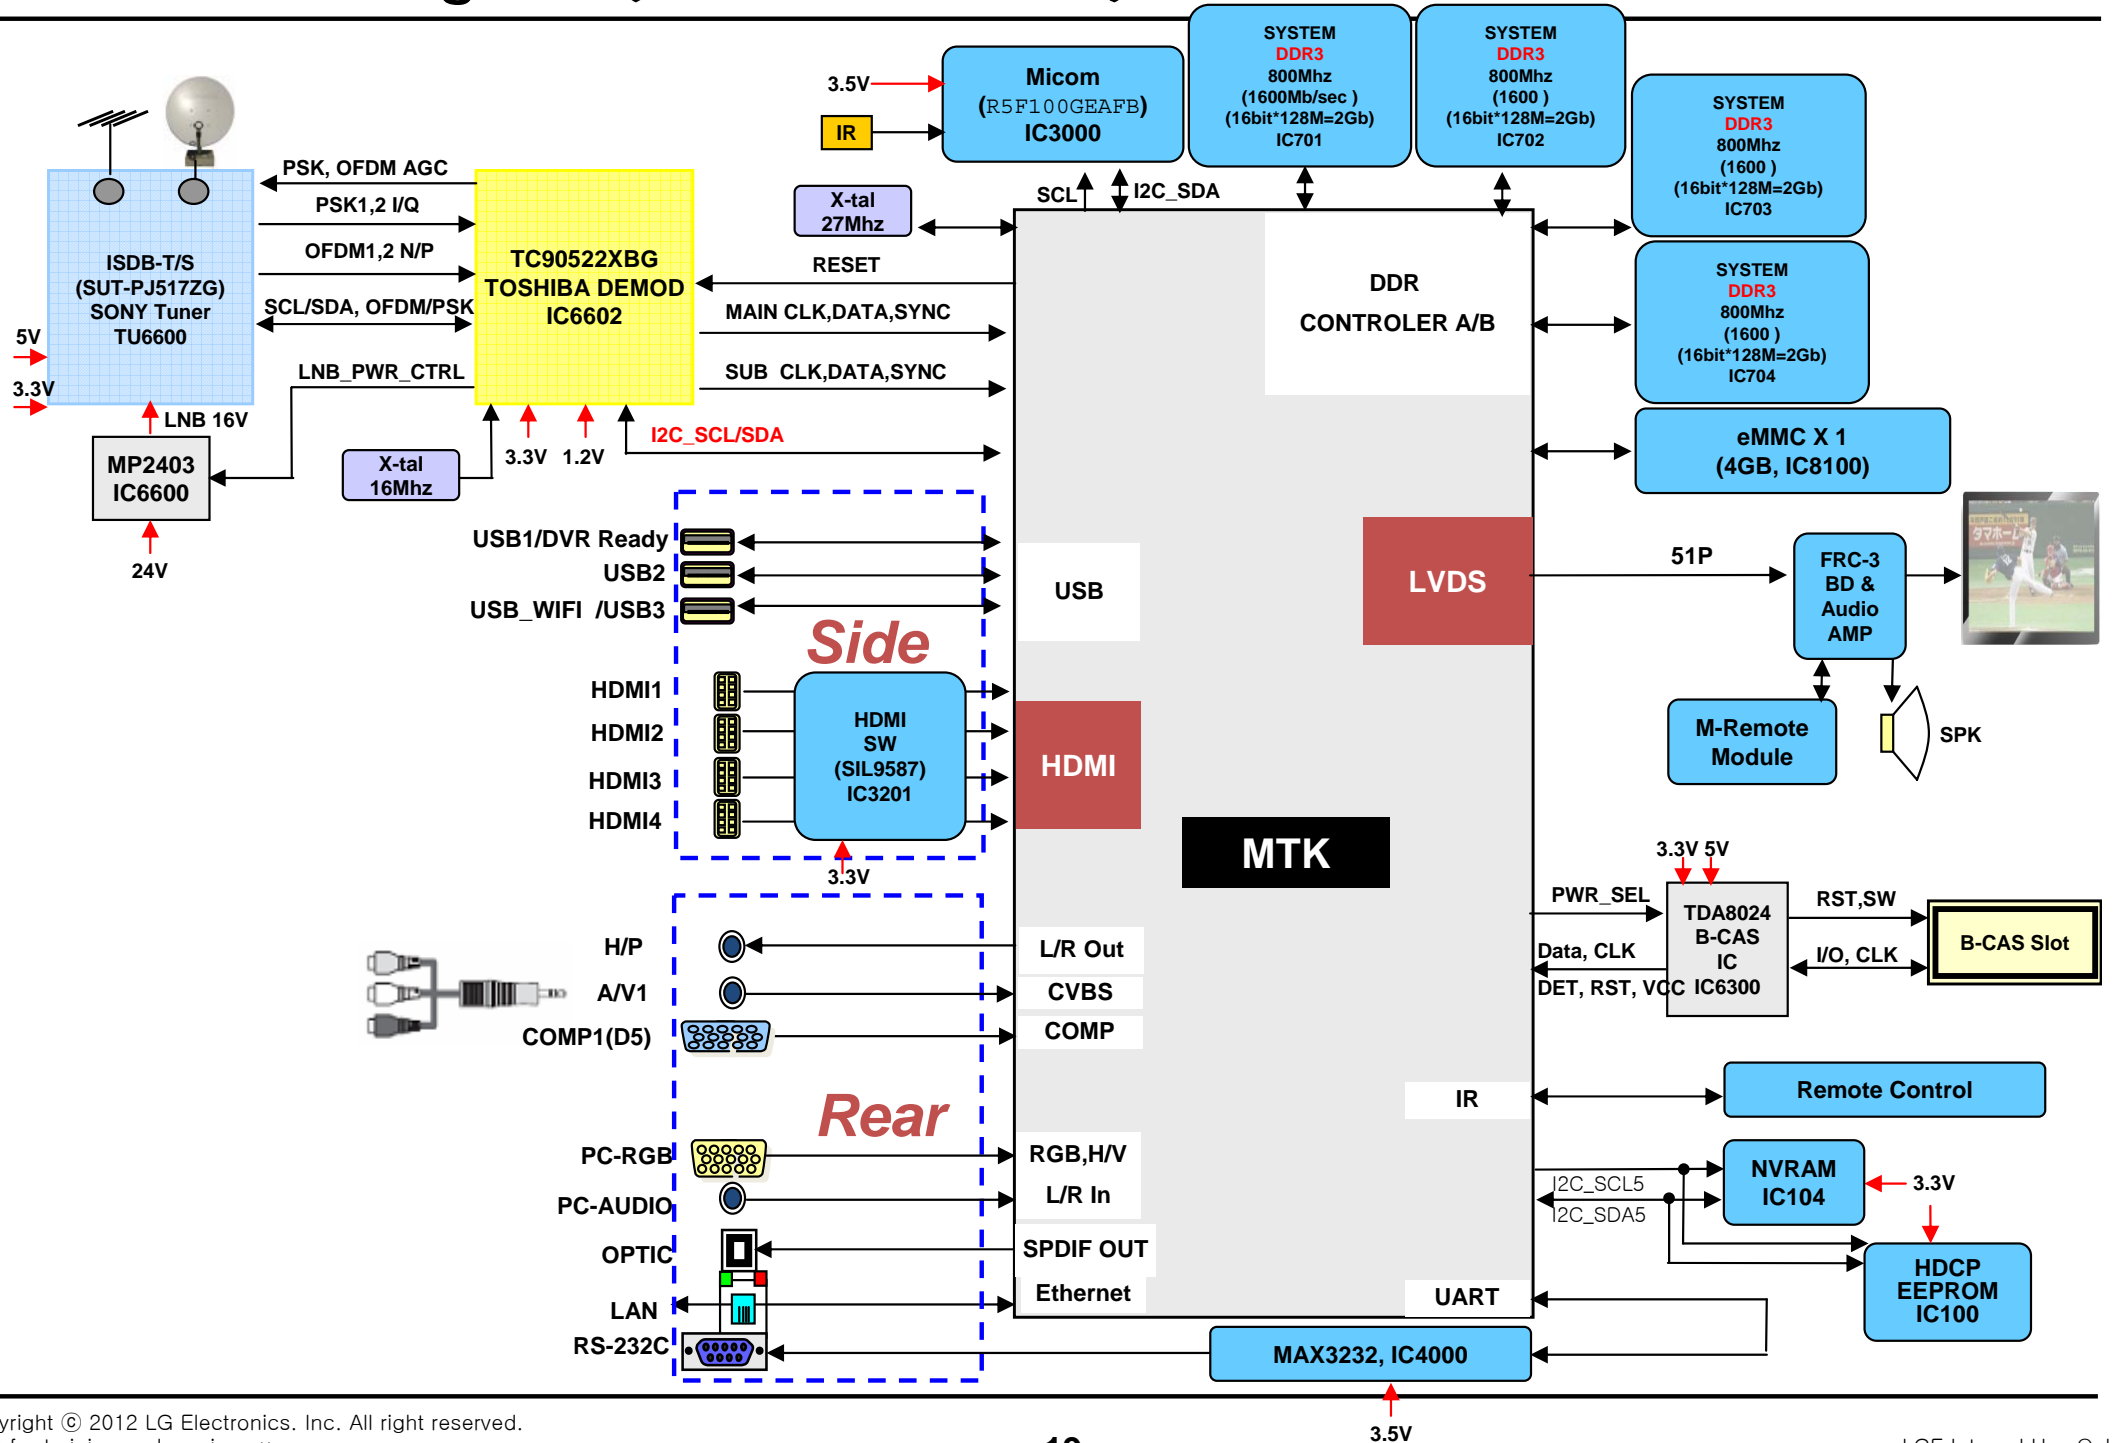 SYSTEM
DDR3
800Mhz
(1600Mb/sec )
(16bit*128M=2Gb)
IC701
SYSTEM
DDR3
800Mhz
(1600 )
(16bit*128M=2Gb)
IC702
SYSTEM
DDR3
800Mhz
(1600 )
(16bit*128M=2Gb)
IC703
SYSTEM
DDR3
800Mhz
(1600 )
(16bit*128M=2Gb)
IC704
3.5V
IR
Micom
(R5F100GEAFB)
IC3000
X-tal
27Mhz
SCL
I2C_SDA
PSK, OFDM AGC
PSK1,2 I/Q
OFDM1,2 N/P
SCL/SDA, OFDM/PSK
LNB_PWR_CTRL
ISDB-T/S
(SUT-PJ517ZG)
SONY Tuner
TU6600
5V
3.3V
LNB 16V
MP2403
IC6600
24V
TC90522XBG
TOSHIBA DEMOD
IC6602
X-tal
16Mhz
3.3V
1.2V
RESET
MAIN CLK,DATA,SYNC
SUB CLK,DATA,SYNC
I2C_SCL/SDA
DDR
CONTROLER A/B
eMMC X 1
(4GB, IC8100)
USB1/DVR Ready
USB2
USB_WIFI /USB3
USB
Side
HDMI1
HDMI2
HDMI3
HDMI4
HDMI
SW
(SIL9587)
IC3201
3.3V
HDMI
LVDS
51P
FRC-3
BD &
Audio
AMP
タマホーム
M-Remote
Module
SPK
MTK
3.3V 5V
PWR_SEL
Data, CLK
DET, RST, VCC
TDA8024
B-CAS
IC
IC6300
RST,SW
I/O, CLK
B-CAS Slot
H/P
A/V1
COMP1(D5)
L/R Out
CVBS
COMP
Rear
PC-RGB
PC-AUDIO
OPTIC
LAN
RS-232C
RGB,H/V
L/R In
SPDIF OUT
Ethernet
IR
Remote Control
I2C_SCL5
I2C_SDA5
NVRAM
IC104
3.3V
HDCP
EEPROM
IC100
UART
MAX3232, IC4000
3.5V
yright ⓒ 2012 LG Electronics. Inc. All right reserved.